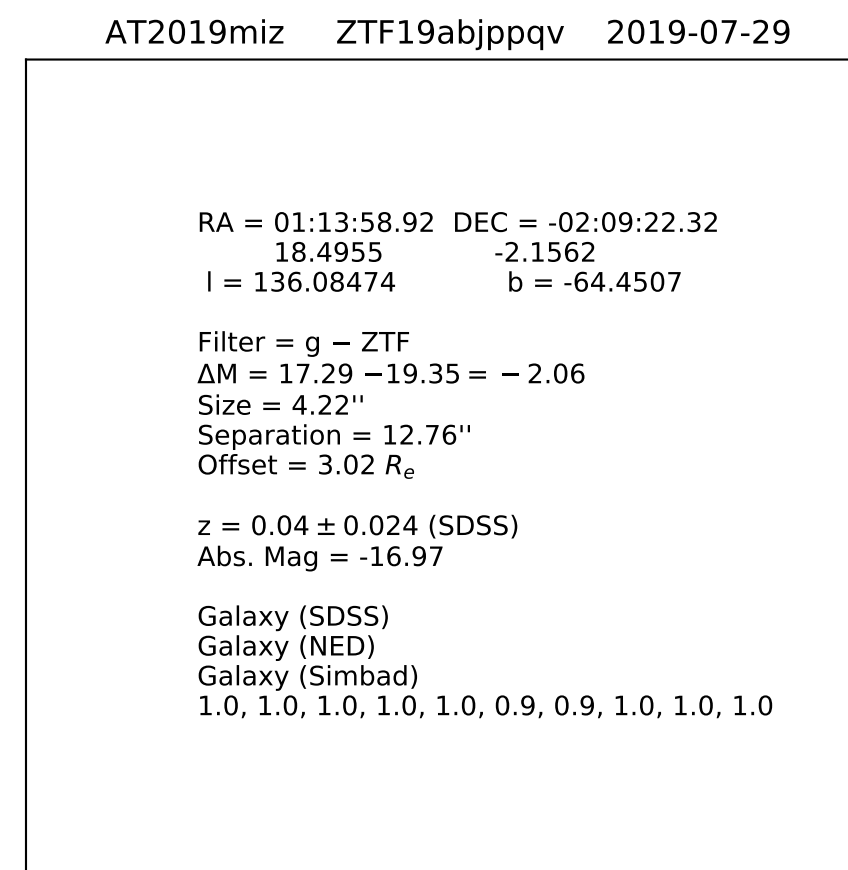 AT2019miz ZTF19abjppqv 2019-07-29
RA = 01:13:58.92 DEC = -02:09:22.32
18.4955 -2.1562
l = 136.08474 b = -64.4507
Filter = g − ZTF
ΔM = 17.29 −19.35 = − 2.06
Size = 4.22''
Separation = 12.76''
Offset = 3.02 Rₑ
z = 0.04 ± 0.024 (SDSS)
Abs. Mag = -16.97
Galaxy (SDSS)
Galaxy (NED)
Galaxy (Simbad)
1.0, 1.0, 1.0, 1.0, 1.0, 0.9, 0.9, 1.0, 1.0, 1.0